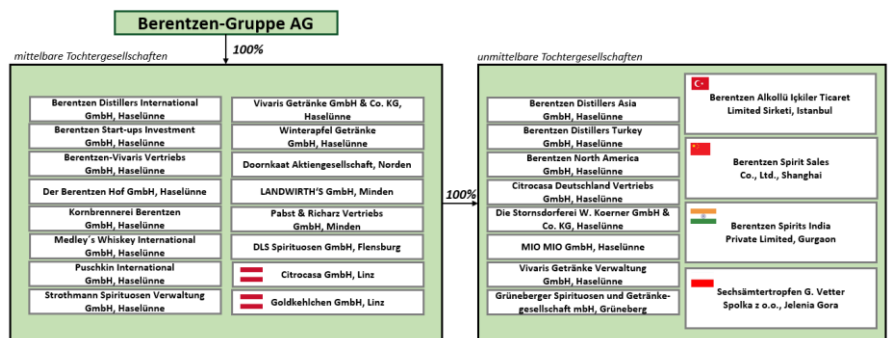 Berentzen-Gruppe AG
100%
mittelbare Tochtergesellschaften
Berentzen Distillers International
GmbH, Haselünne
Berentzen Start-ups Investment
GmbH, Haselünne
Berentzen-Vivaris Vertriebs
GmbH, Haselünne
Der Berentzen Hof GmbH, Haselünne
Kornbrennerei Berentzen
GmbH, Haselünne
Medley´s Whiskey International
GmbH, Haselünne
Puschkin International
GmbH, Haselünne
Strothmann Spirituosen Verwaltung
GmbH, Haselünne
Vivaris Getränke GmbH & Co. KG,
Haselünne
Winterapfel Getränke
GmbH, Haselünne
Doornkaat Aktiengesellschaft, Norden
LANDWIRTH'S GmbH, Minden
Pabst & Richarz Vertriebs
GmbH, Minden
DLS Spirituosen GmbH, Flensburg
Citrocasa GmbH, Linz
Goldkehlchen GmbH, Linz
100%
unmittelbare Tochtergesellschaften
Berentzen Distillers Asia
GmbH, Haselünne
Berentzen Distillers Turkey
GmbH, Haselünne
Berentzen North America
GmbH, Haselünne
Citrocasa Deutschland Vertriebs
GmbH, Haselünne
Die Stornsdorferei W. Koerner GmbH &
Co. KG, Haselünne
MIO MIO GmbH, Haselünne
Vivaris Getränke Verwaltung
GmbH, Haselünne
Grüneberger Spirituosen und Getränke-
gesellschaft mbH, Grüneberg
Berentzen Alkollü Içkiler Ticaret
Limited Sirketi, Istanbul
Berentzen Spirit Sales
Co., Ltd., Shanghai
Berentzen Spirits India
Private Limited, Gurgaon
Sechsämtertropfen G. Vetter
Spolka z o.o., Jelenia Gora